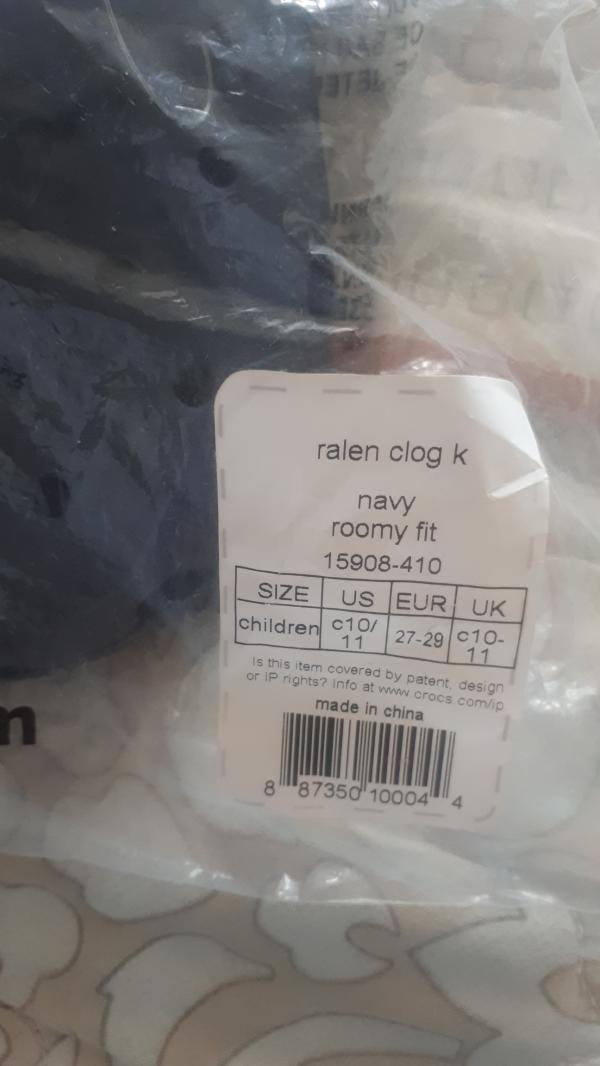 ralen clog k
navy
roomy fit
15908-410
SIZE US EUR UK
children c10/11 27-29 c10-11
Is this item covered by patent, design
or IP rights? Info at www.crocs.com/ip
made in china
8 87350 10004 4
m